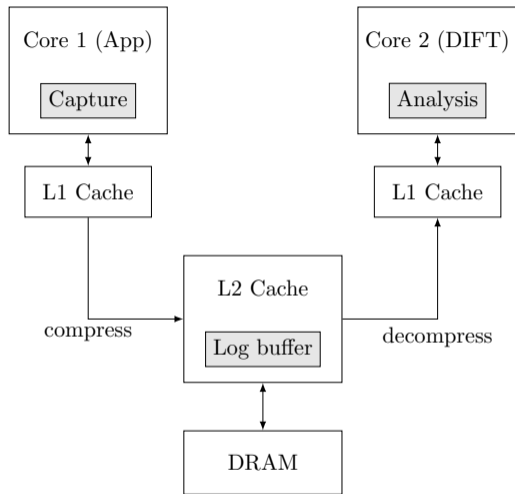 Core 1 (App)
Capture
Core 2 (DIFT)
Analysis
L1 Cache
L1 Cache
L2 Cache
Log buffer
compress
decompress
DRAM